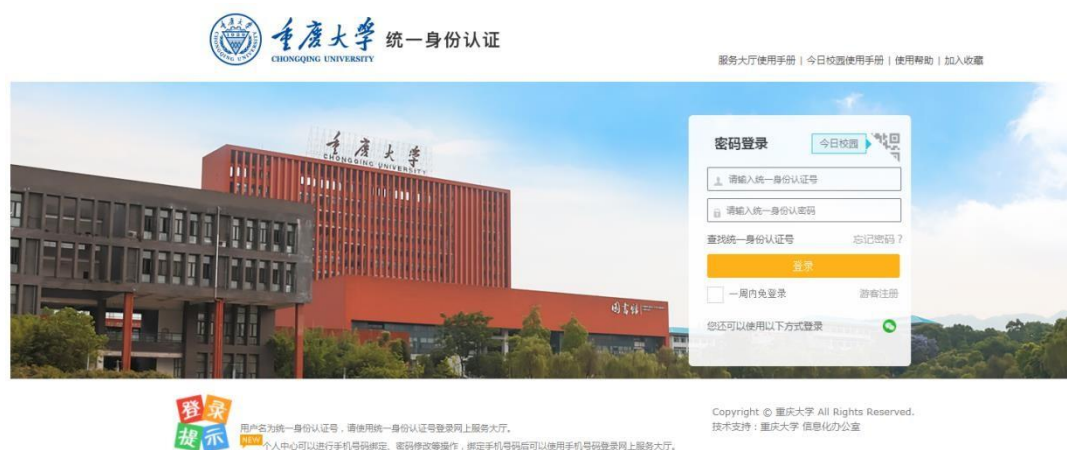 重庆大学 统一身份认证
CHONGQING UNIVERSITY
服务大厅使用手册 | 今日校园使用手册 | 使用帮助 | 加入收藏
重庆大学
CHONGQING UNIVERSITY
图书馆
密码登录
今日校园
请输入统一身份认证号
请输入统一身份认密码
查找统一身份认证号
忘记密码？
登录
一周内免登录
游客注册
您还可以使用以下方式登录
登录提示
用户名为统一身份认证号，请使用统一身份认证号登录网上服务大厅。
NEW 个人中心可以进行手机号码绑定、密码修改等操作，绑定手机号码后可以使用手机号码登录网上服务大厅。
Copyright © 重庆大学 All Rights Reserved.
技术支持：重庆大学 信息化办公室